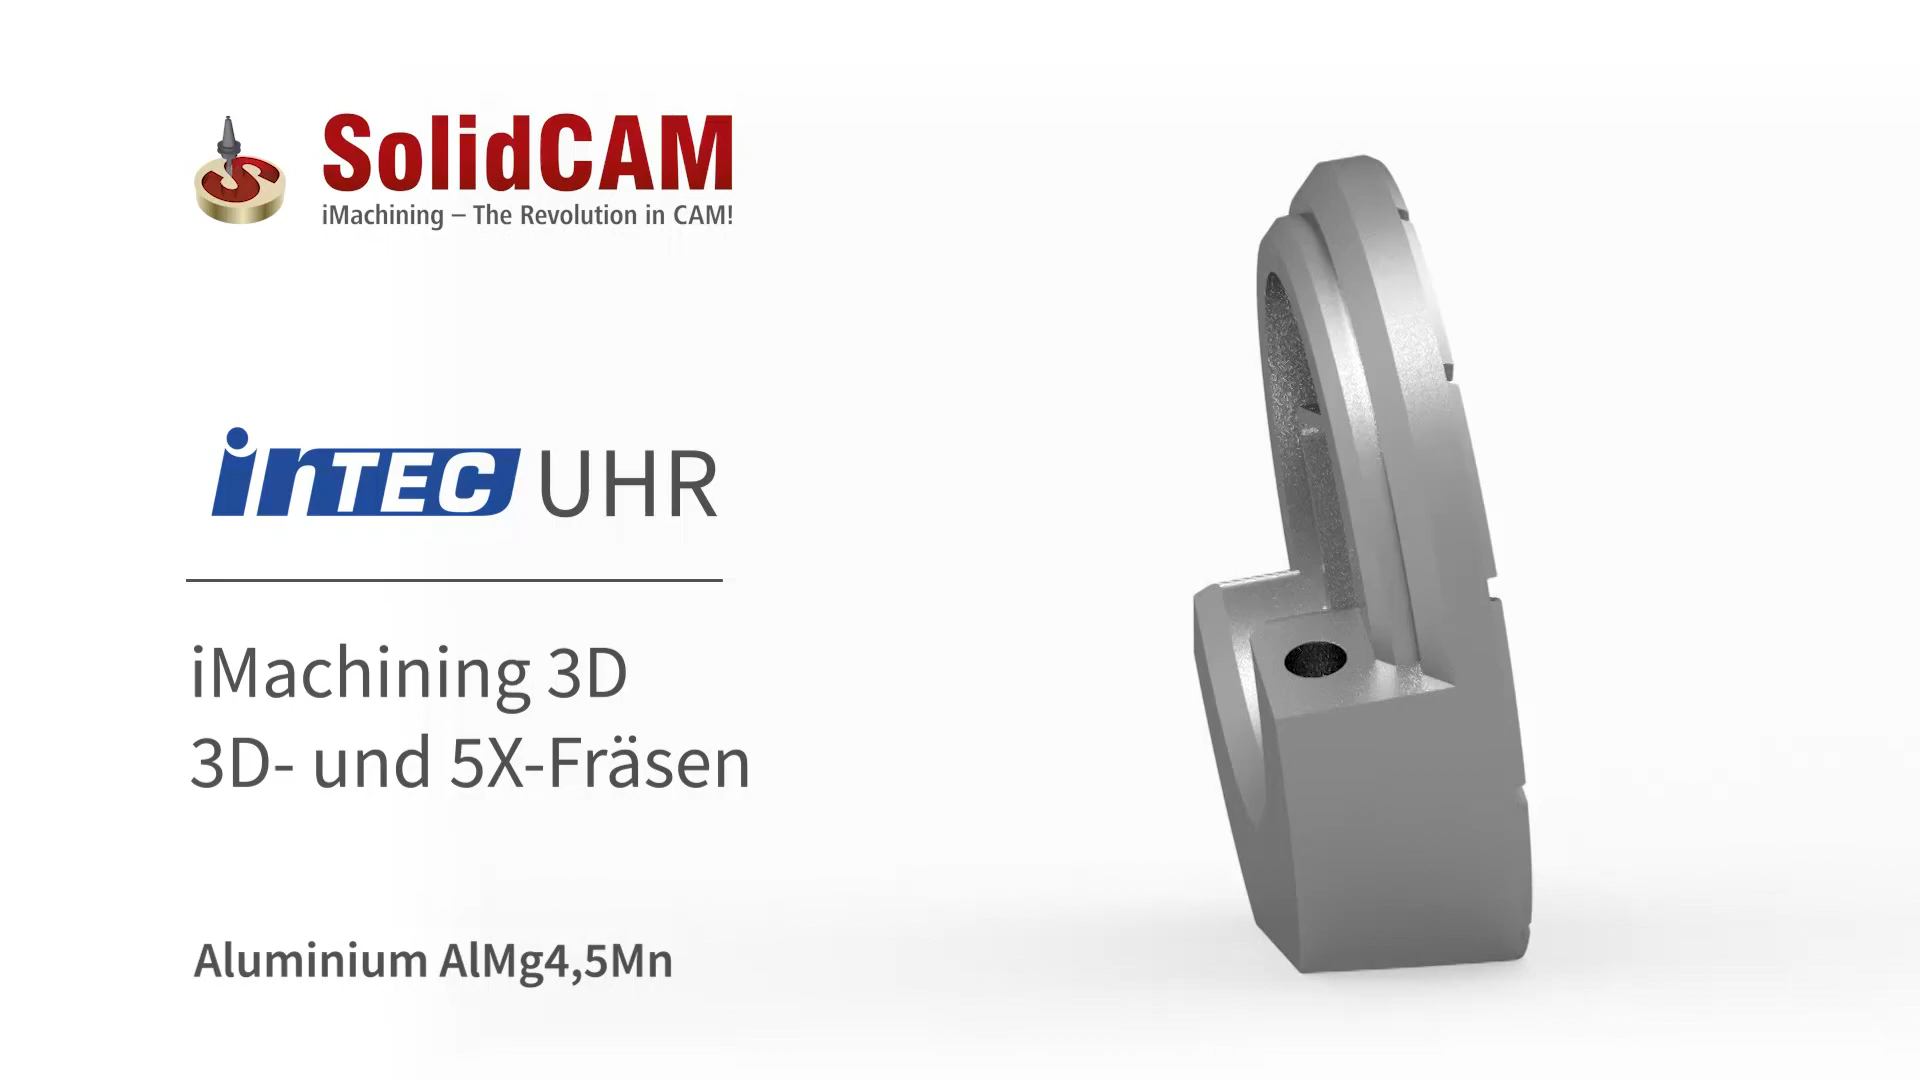 SolidCAM
iMachining – The Revolution in CAM!
inTEC UHR
iMachining 3D
3D- und 5X-Fräsen
Aluminium AlMg4,5Mn